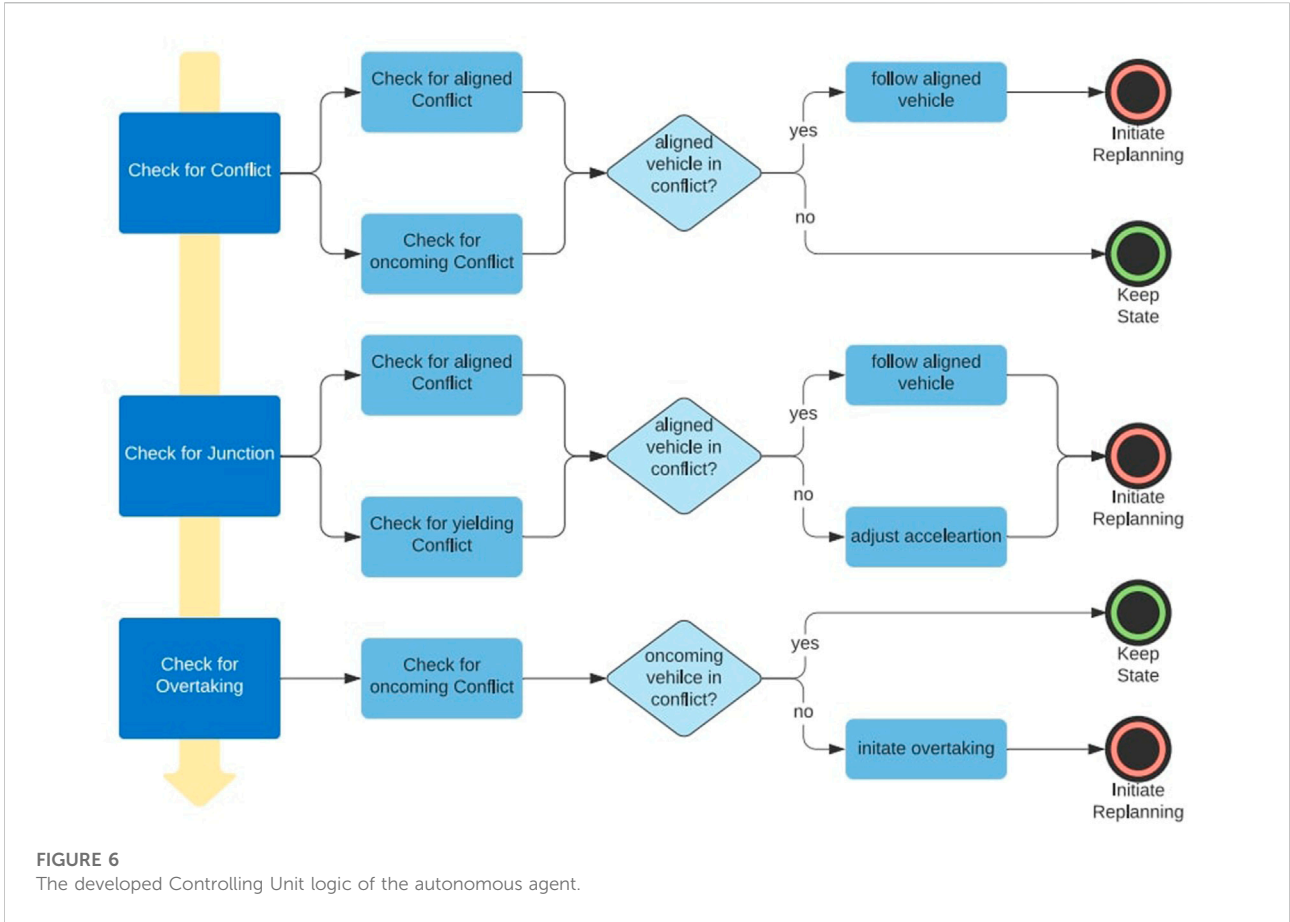 Check for Conflict
Check for aligned
Conflict
Check for
oncoming Conflict
aligned
vehicle in
conflict?
yes
no
follow aligned
vehicle
Initiate
Replanning
Keep
State
Check for Junction
Check for aligned
Conflict
Check for yielding
Conflict
aligned
vehicle in
conflict?
yes
no
follow aligned
vehicle
adjust acceleartion
Initiate
Replanning
Check for
Overtaking
Check for
oncoming Conflict
oncoming
vehilce in
conflict?
yes
no
Keep
State
initate overtaking
Initiate
Replanning
FIGURE 6
The developed Controlling Unit logic of the autonomous agent.